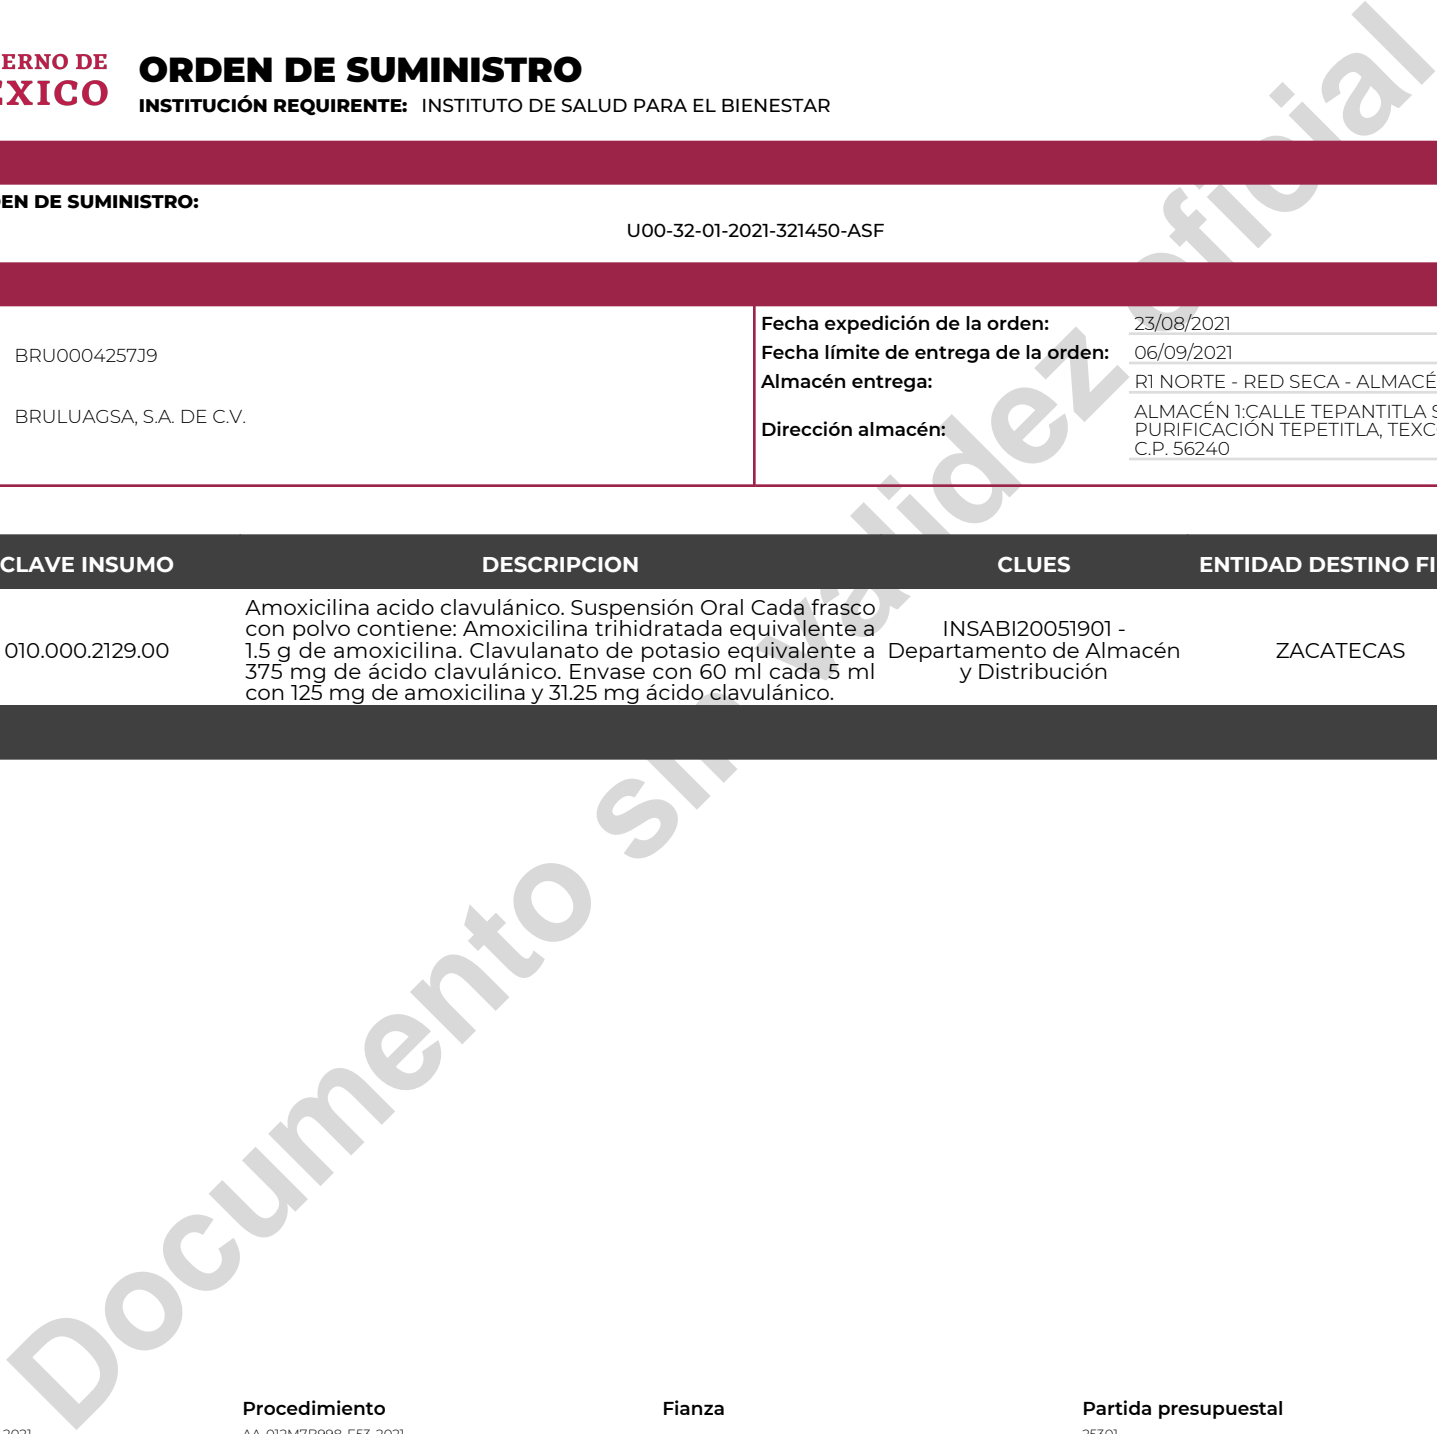 ERNO DE
EXICO
ORDEN DE SUMINISTRO
INSTITUCIÓN REQUIRENTE: INSTITUTO DE SALUD PARA EL BIENESTAR
EN DE SUMINISTRO:
U00-32-01-2021-321450-ASF
BRU0004257J9
BRULUAGSA, S.A. DE C.V.
Fecha expedición de la orden: 23/08/2021
Fecha límite de entrega de la orden: 06/09/2021
Almacén entrega: R1 NORTE - RED SECA - ALMACÉ
Dirección almacén:
ALMACÉN 1:CALLE TEPANTITLA S
PURIFICACIÓN TEPETITLA, TEXC
C.P. 56240
CLAVE INSUMO DESCRIPCION CLUES ENTIDAD DESTINO FI
010.000.2129.00
Amoxicilina acido clavulánico. Suspensión Oral Cada frasco
con polvo contiene: Amoxicilina trihidratada equivalente a
1.5 g de amoxicilina. Clavulanato de potasio equivalente a
375 mg de ácido clavulánico. Envase con 60 ml cada 5 ml
con 125 mg de amoxicilina y 31.25 mg ácido clavulánico.
INSABI20051901 -
Departamento de Almacén
y Distribución
ZACATECAS
Documento sin validez oficial
Procedimiento Fianza Partida presupuestal
2021 AA-012M7B998-E53-2021 25301